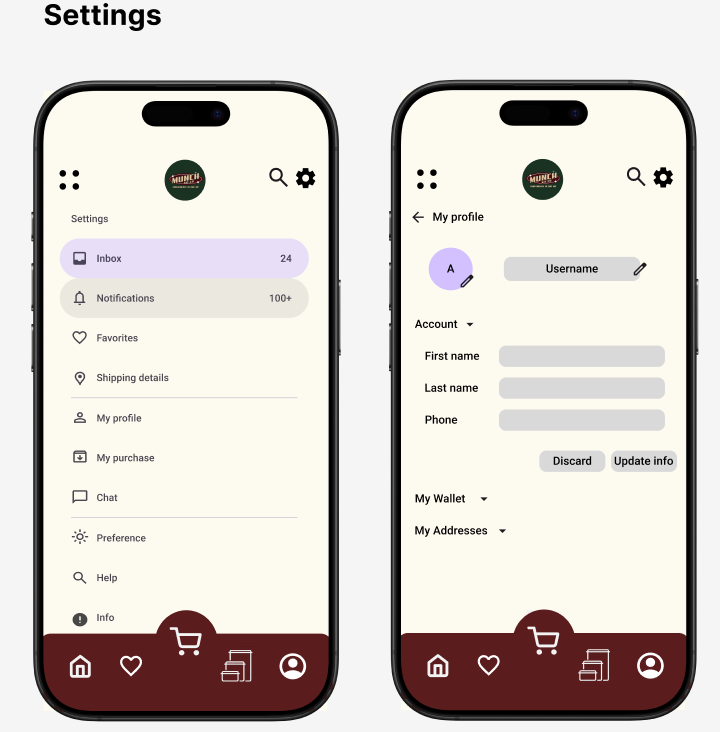 Settings
MUNCH
Settings
Inbox 24
Notifications 100+
Favorites
Shipping details
My profile
My purchase
Chat
Preference
Help
Info
MUNCH
My profile
A Username
Account
First name
Last name
Phone
Discard Update info
My Wallet
My Addresses